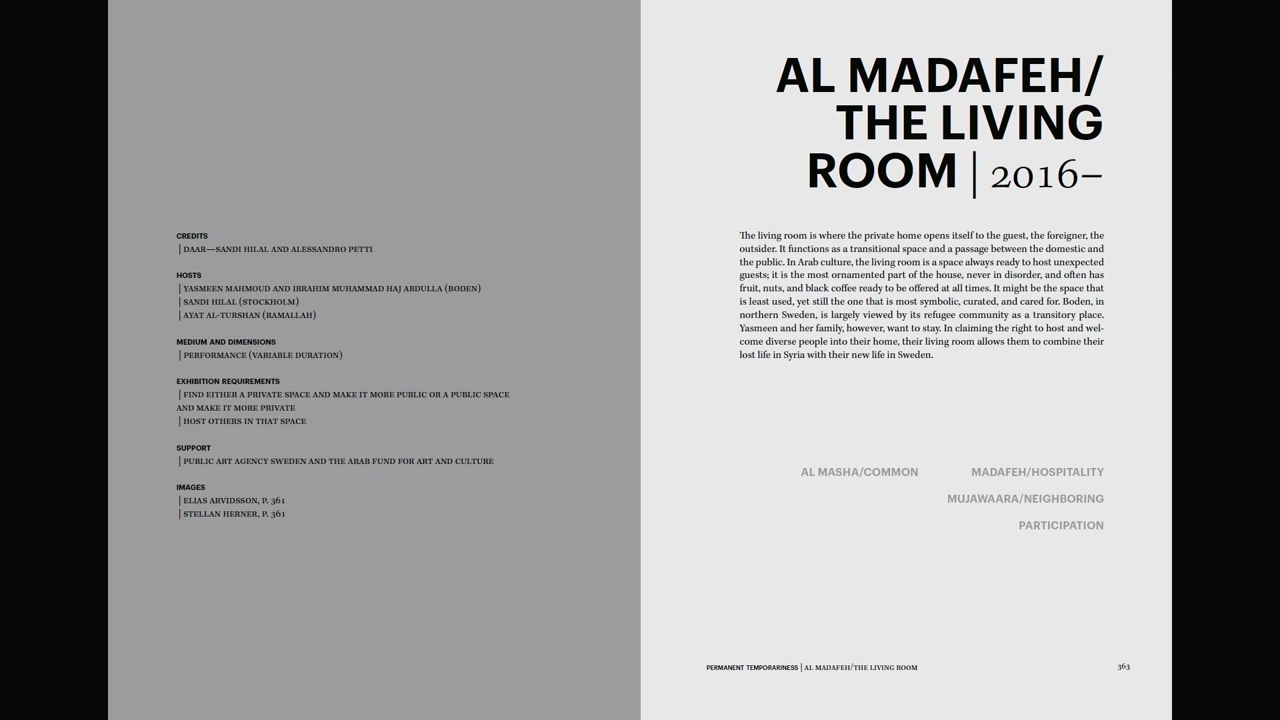 CREDITS
| DAAR—SANDI HILAL AND ALESSANDRO PETTI
HOSTS
| YASMEEN MAHMOUD AND IBRAHIM MUHAMMAD HAJ ABDULLA (BODEN)
| SANDI HILAL (STOCKHOLM)
| AYAT AL-TURSHAN (RAMALLAH)
MEDIUM AND DIMENSIONS
| PERFORMANCE (VARIABLE DURATION)
EXHIBITION REQUIREMENTS
| FIND EITHER A PRIVATE SPACE AND MAKE IT MORE PUBLIC OR A PUBLIC SPACE
AND MAKE IT MORE PRIVATE
| HOST OTHERS IN THAT SPACE
SUPPORT
| PUBLIC ART AGENCY SWEDEN AND THE ARAB FUND FOR ART AND CULTURE
IMAGES
| ELIAS ARVIDSSON, P. 361
| STELLAN HERNER, P. 361
AL MADAFEH/
THE LIVING
ROOM | 2016–
The living room is where the private home opens itself to the guest, the foreigner, the
outsider. It functions as a transitional space and a passage between the domestic and
the public. In Arab culture, the living room is a space always ready to host unexpected
guests; it is the most ornamented part of the house, never in disorder, and often has
fruit, nuts, and black coffee ready to be offered at all times. It might be the space that
is least used, yet still the one that is most symbolic, curated, and cared for. Boden, in
northern Sweden, is largely viewed by its refugee community as a transitory place.
Yasmeen and her family, however, want to stay. In claiming the right to host and wel-
come diverse people into their home, their living room allows them to combine their
lost life in Syria with their new life in Sweden.
AL MASHA/COMMON MADAFEH/HOSPITALITY
MUJAWAARA/NEIGHBORING
PARTICIPATION
PERMANENT TEMPORARINESS | AL MADAFEH/THE LIVING ROOM 363